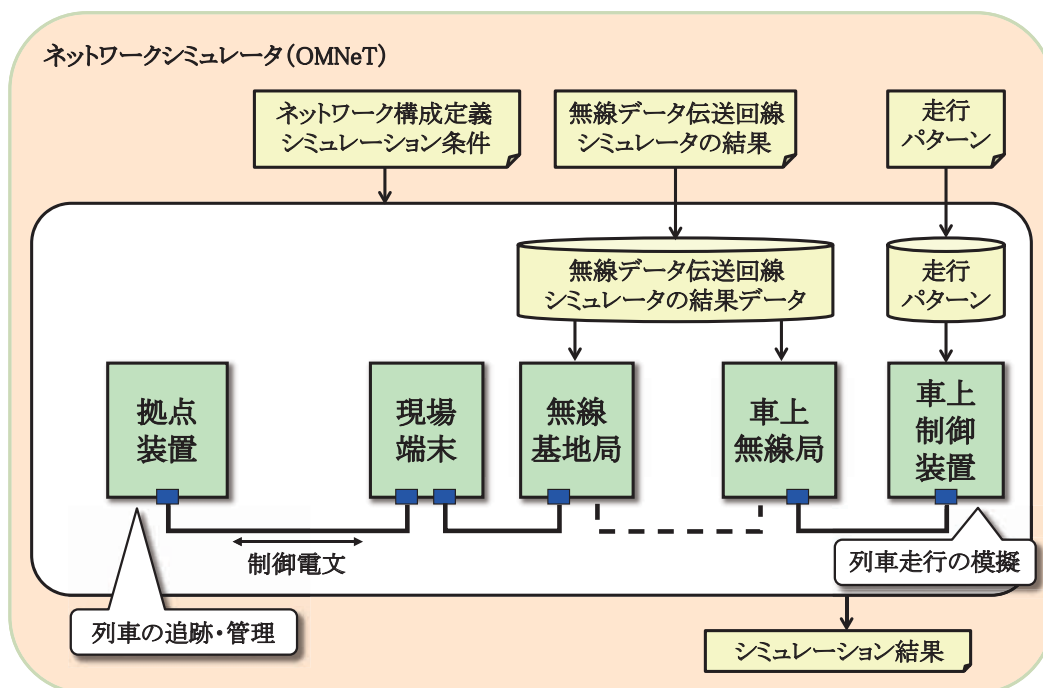 ネットワークシミュレータ(OMNeT)
ネットワーク構成定義
シミュレーション条件
無線データ伝送回線
シミュレータの結果
走行
パターン
無線データ伝送回線
シミュレータの結果データ
走行
パターン
拠点
装置
現場
端末
無線
基地局
車上
無線局
車上
制御
装置
制御電文
列車走行の模擬
列車の追跡・管理
シミュレーション結果